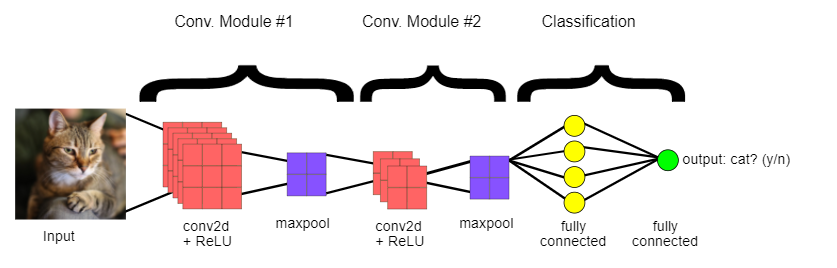 Conv. Module #1
Conv. Module #2
Classification
output: cat? (y/n)
Input
conv2d
+ ReLU
maxpool
conv2d
+ ReLU
maxpool
fully
connected
fully
connected